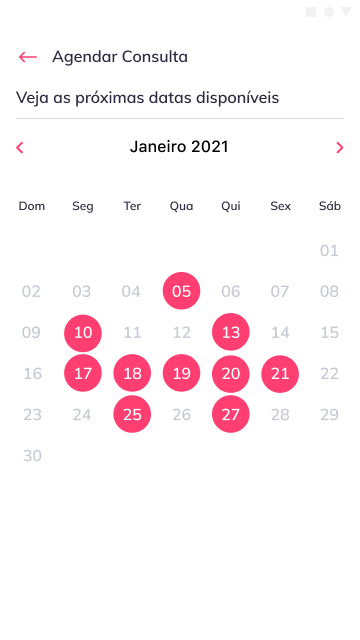 Agendar Consulta
Veja as próximas datas disponíveis
Janeiro 2021
Dom Seg Ter Qua Qui Sex Sáb
01
02 03 04 05 06 07 08
09 10 11 12 13 14 15
16 17 18 19 20 21 22
23 24 25 26 27 28 29
30